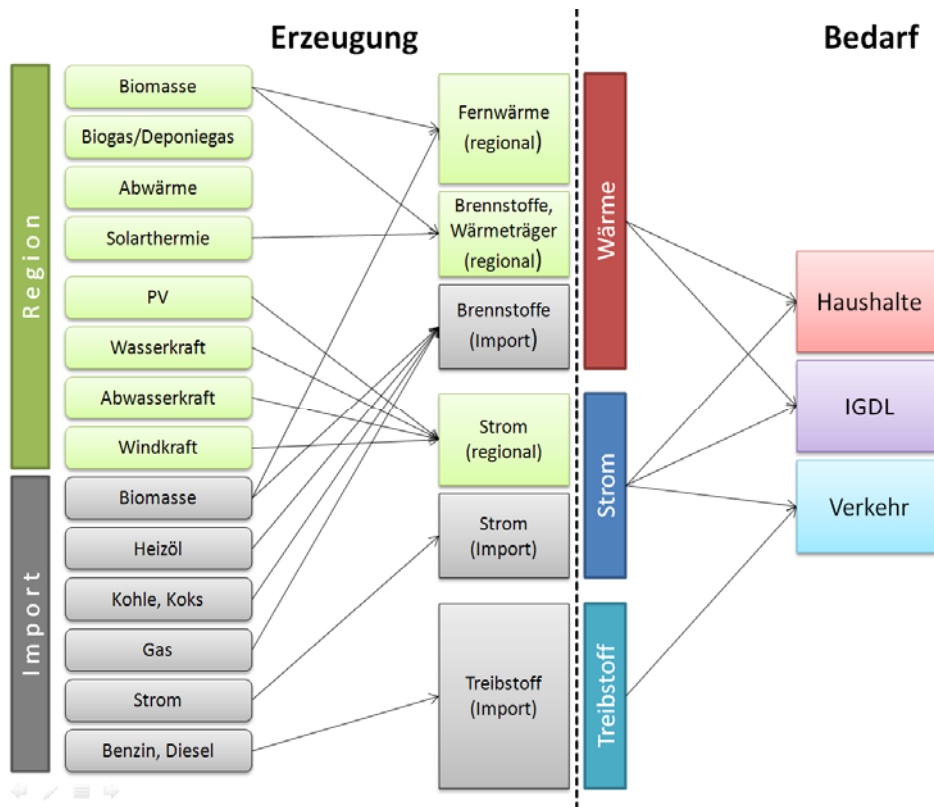 Erzeugung
Bedarf
Region
Biomasse
Biogas/Deponiegas
Abwärme
Solarthermie
PV
Wasserkraft
Abwasserkraft
Windkraft
Import
Biomasse
Heizöl
Kohle, Koks
Gas
Strom
Benzin, Diesel
Fernwärme
(regional)
Brennstoffe,
Wärmeträger
(regional)
Brennstoffe
(Import)
Strom
(regional)
Strom
(Import)
Treibstoff
(Import)
Wärme
Strom
Treibstoff
Haushalte
IGDL
Verkehr